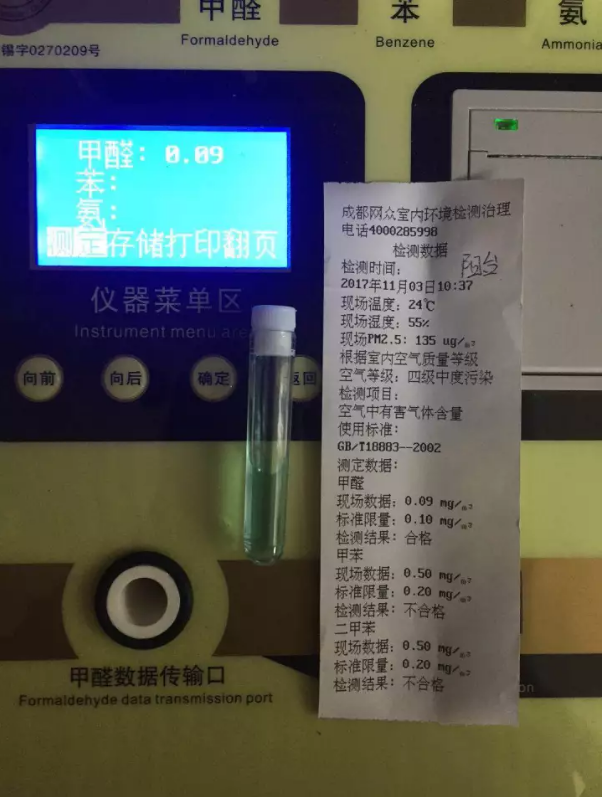 甲醛
苯
氨
Formaldehyde
Benzene
Ammonia
锡字0270209号
甲醛：0.09
苯：
氨：
测定存储打印翻页
仪器菜单区
Instrument menu are
向前
向后
确定
返回
甲醛数据传输口
Formaldehyde data transmission port
on
成都网众室内环境检测治理
电话4000285998
检测数据
检测时间：
阳台
2017年11月03日10:37
现场温度：24℃
现场湿度：55%
现场PM2.5：135 ug/m3
根据室内空气质量等级
空气等级：四级中度污染
检测项目：
空气中有害气体含量
使用标准：
GB/T18883--2002
测定数据：
甲醛
现场数据：0.09 mg/m3
标准限量：0.10 mg/m3
检测结果：合格
甲苯
现场数据：0.50 mg/m3
标准限量：0.20 mg/m3
检测结果：不合格
二甲苯
现场数据：0.50 mg/m3
标准限量：0.20 mg/m3
检测结果：不合格